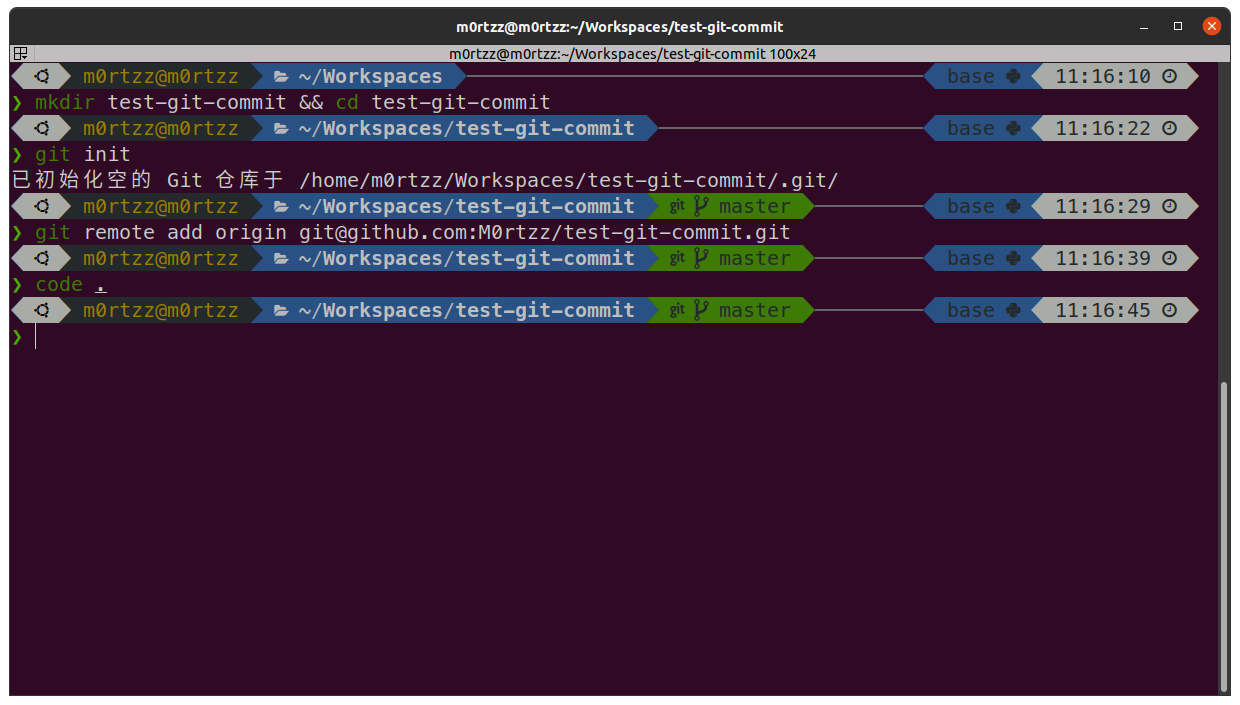 m0rtzz@m0rtzz:~/Workspaces/test-git-commit
m0rtzz@m0rtzz:~/Workspaces/test-git-commit 100x24
m0rtzz@m0rtzz ~/Workspaces base 11:16:10
❯ mkdir test-git-commit && cd test-git-commit
m0rtzz@m0rtzz ~/Workspaces/test-git-commit base 11:16:22
❯ git init
已初始化空的 Git 仓库于 /home/m0rtzz/Workspaces/test-git-commit/.git/
m0rtzz@m0rtzz ~/Workspaces/test-git-commit git master base 11:16:29
❯ git remote add origin git@github.com:M0rtzz/test-git-commit.git
m0rtzz@m0rtzz ~/Workspaces/test-git-commit git master base 11:16:39
❯ code .
m0rtzz@m0rtzz ~/Workspaces/test-git-commit git master base 11:16:45
❯